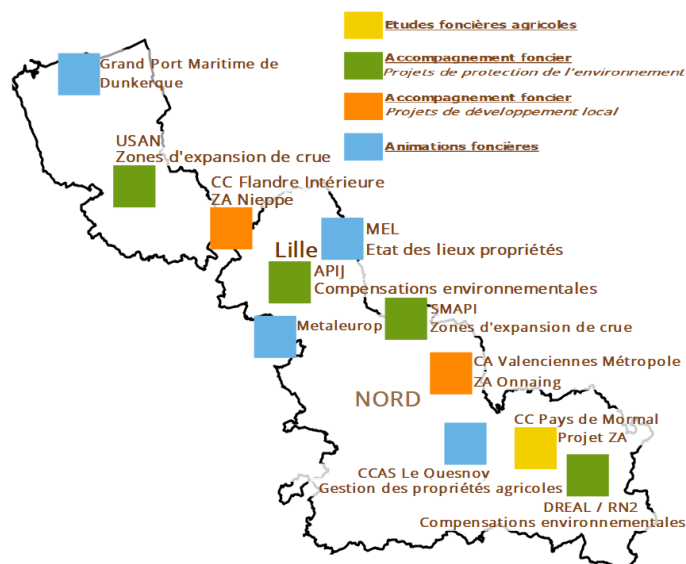 Etudes foncières agricoles
Accompagnement foncier
Projets de protection de l'environnement
Accompagnement foncier
Projets de développement local
Animations foncières
Grand Port Maritime de
Dunkerque
USAN
Zones d'expansion de crue
CC Flandre Intérieure
ZA Nieppe
MEL
Etat des lieux propriétés
Lille
APIJ
Compensations environnementales
SMAPI
Zones d'expansion de crue
Metaleurop
CA Valenciennes Métropole
ZA Onnaing
NORD
CC Pays de Mormal
Projet ZA
CCAS Le Quesnoy
Gestion des propriétés agricoles
DREAL / RN2
Compensations environnementales